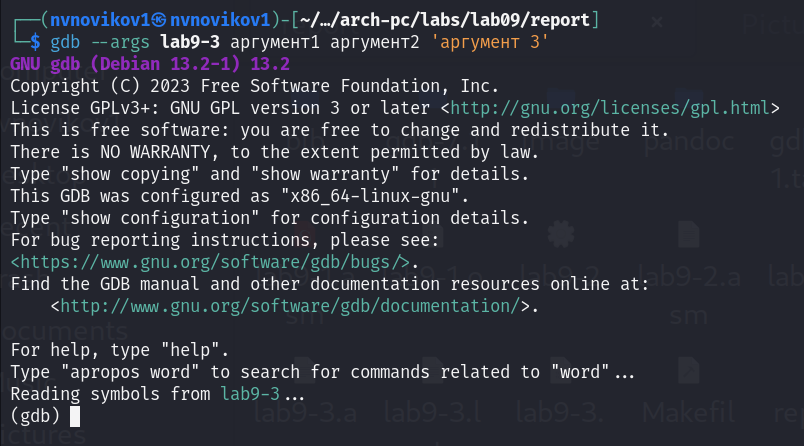 ┌──(nvnovikov1㉿nvnovikov1)-[~/…/arch-pc/labs/lab09/report]
└─$ gdb --args lab9-3 аргумент1 аргумент2 'аргумент 3'
GNU gdb (Debian 13.2-1) 13.2
Copyright (C) 2023 Free Software Foundation, Inc.
License GPLv3+: GNU GPL version 3 or later <http://gnu.org/licenses/gpl.html>
This is free software: you are free to change and redistribute it.
There is NO WARRANTY, to the extent permitted by law.
Type "show copying" and "show warranty" for details.
This GDB was configured as "x86_64-linux-gnu".
Type "show configuration" for configuration details.
For bug reporting instructions, please see:
<https://www.gnu.org/software/gdb/bugs/>.
Find the GDB manual and other documentation resources online at:
    <http://www.gnu.org/software/gdb/documentation/>.

For help, type "help".
Type "apropos word" to search for commands related to "word"...
Reading symbols from lab9-3...
(gdb)